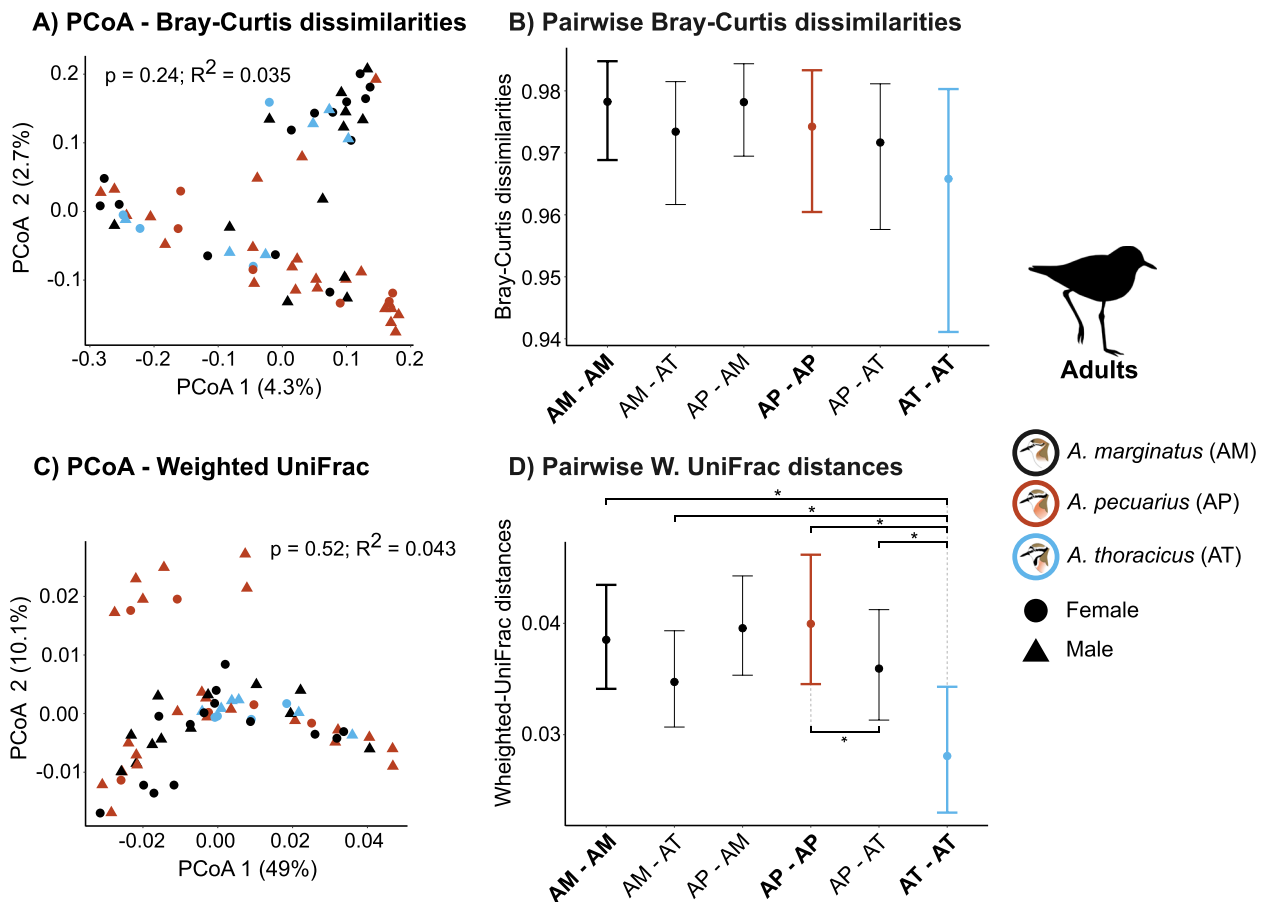 A) PCoA - Bray-Curtis dissimilarities
p = 0.24; R2 = 0.035
PCoA 2 (2.7%)
0.2
0.1
0.0
-0.1
-0.3
-0.2
-0.1
0.0
0.1
0.2
PCoA 1 (4.3%)
B) Pairwise Bray-Curtis dissimilarities
Bray-Curtis dissimilarities
0.98
0.97
0.96
0.95
0.94
AM - AM
AM - AT
AP - AM
AP - AP
AP - AT
AT - AT
Adults
C) PCoA - Weighted UniFrac
p = 0.52; R2 = 0.043
PCoA 2 (10.1%)
0.02
0.01
0.00
-0.01
-0.02
0.00
0.02
0.04
PCoA 1 (49%)
D) Pairwise W. UniFrac distances
*
*
*
*
*
Wheighted-UniFrac distances
0.04
0.03
AM - AM
AM - AT
AP - AM
AP - AP
AP - AT
AT - AT
A. marginatus (AM)
A. pecuarius (AP)
A. thoracicus (AT)
Female
Male